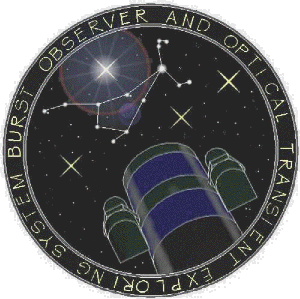 BURST OBSERVER AND OPTICAL TRANSIENT EXPLORING SYSTEM